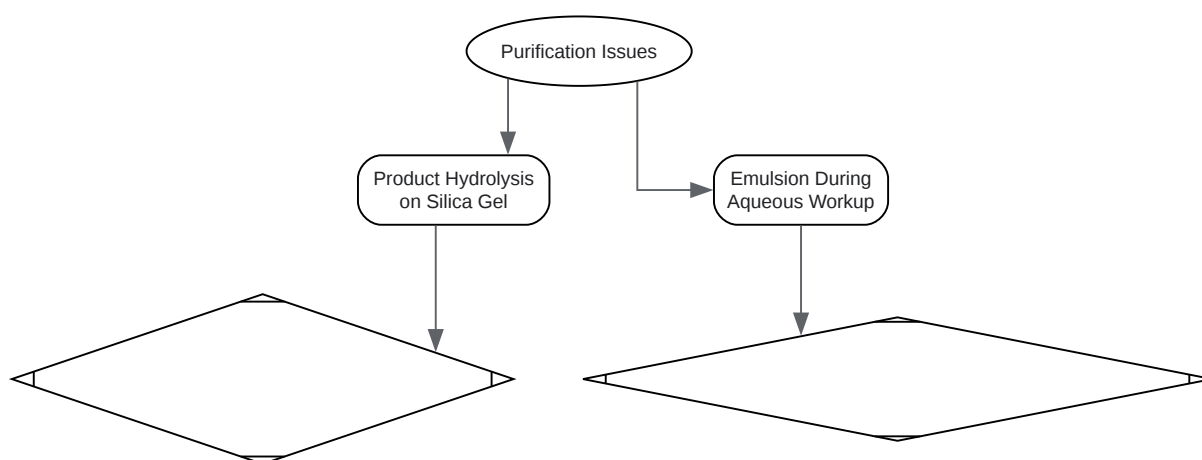 Purification Issues
Product Hydrolysis
on Silica Gel
Emulsion During
Aqueous Workup